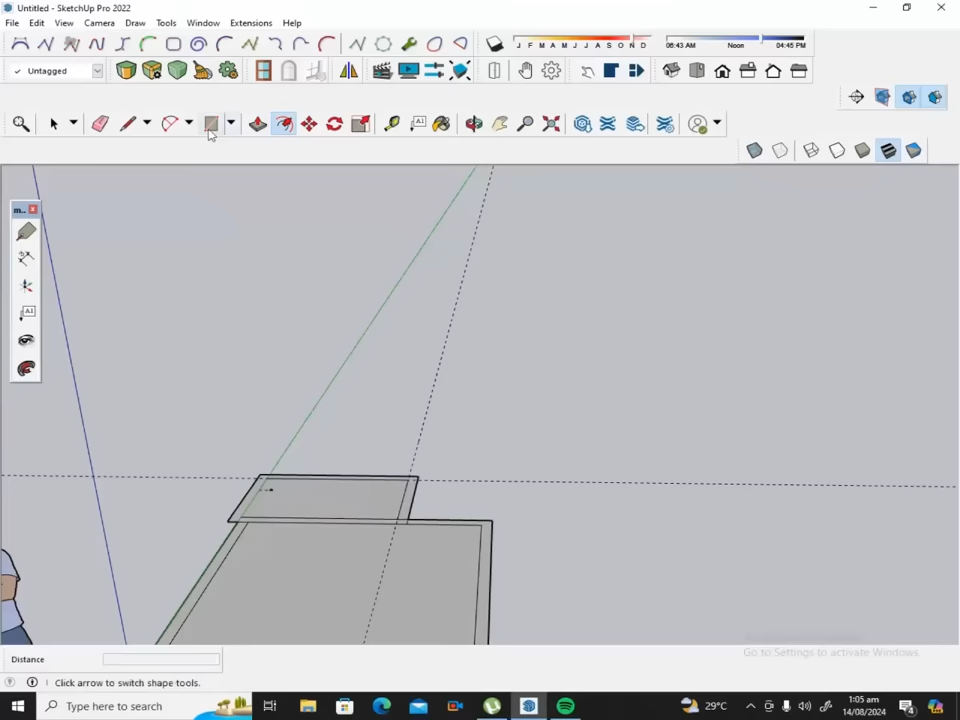 Untitled - SketchUp Pro 2022
File Edit View Camera Draw Tools Window Extensions Help
J F M A M J J A S O N D
06:43 AM Noon 04:45 PM
✓ Untagged
m..
A1
Go to Settings to activate Windows.
Distance
Click arrow to switch shape tools.
Type here to search
29°C
1:05 am
14/08/2024
4